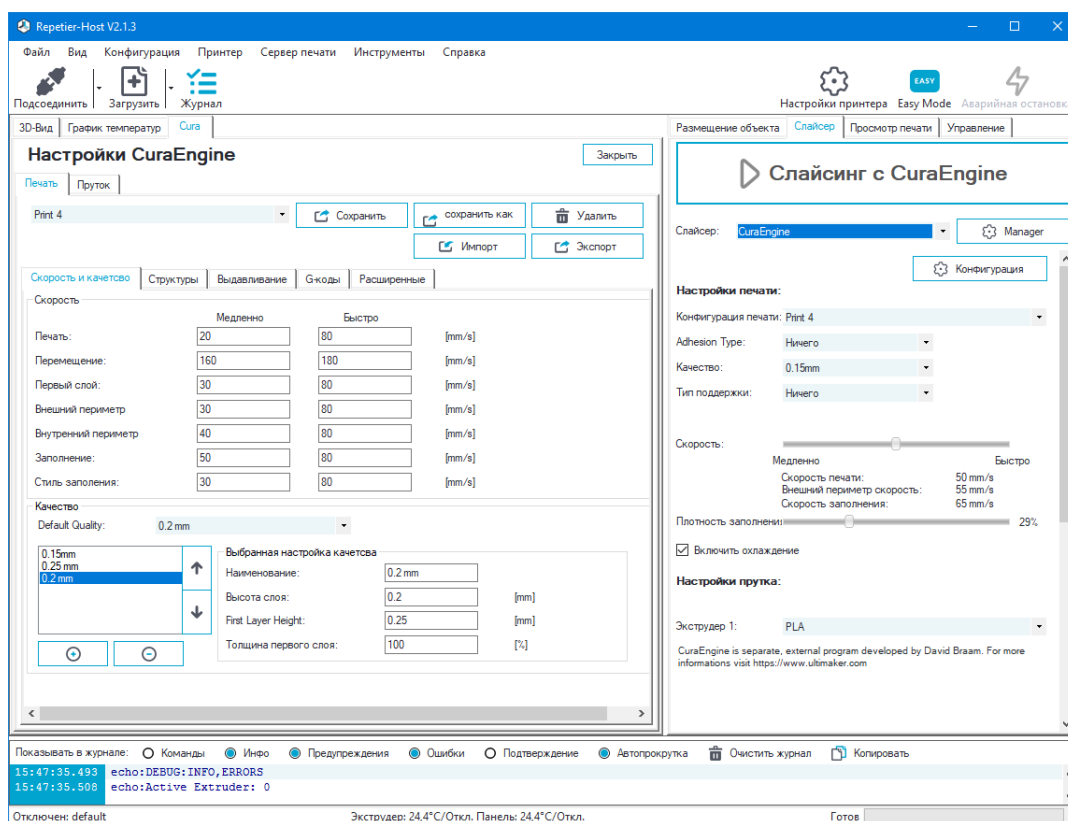 Repetier-Host V2.1.3
Файл Вид Конфигурация Принтер Сервер печати Инструменты Справка
Подсоединить Загрузить Журнал Настройки принтера EASY Easy Mode Аварийная остановк
3D-Вид График температур Cura
Настройки CuraEngine Закрыть
Печать Пруток
Print 4 Сохранить сохранить как Удалить
Импорт Экспорт
Скорость и качетсво Структуры Выдавливание G-коды Расширенные
Скорость
Медленно Быстро
Печать: 20 80 [mm/s]
Перемещение: 160 180 [mm/s]
Первый слой: 30 80 [mm/s]
Внешний периметр 30 80 [mm/s]
Внутренний периметр 40 80 [mm/s]
Заполнение: 50 80 [mm/s]
Стиль заполения: 30 80 [mm/s]
Качество
Default Quality: 0.2 mm
0.15mm
0.25 mm
0.2 mm
Выбранная настройка качетсва
Наименование: 0.2 mm
Высота слоя: 0.2 [mm]
First Layer Height: 0.25 [mm]
Толщина первого слоя: 100 [%]
Размещение объекта Слайсер Просмотр печати Управление
Слайсинг с CuraEngine
Слайсер: CuraEngine Manager
Конфигурация
Настройки печати:
Конфигурация печати: Print 4
Adhesion Type: Ничего
Качество: 0.15mm
Тип поддержки: Ничего
Скорость:
Медленно Быстро
Скорость печати: 50 mm/s
Внешний периметр скорость: 55 mm/s
Скорость заполнения: 65 mm/s
Плотность заполнени 29%
Включить охлаждение
Настройки прутка:
Экструдер 1: PLA
CuraEngine is separate, external program developed by David Braam. For more
informations visit https://www.ultimaker.com
Показывать в журнале: Команды Инфо Предупреждения Ошибки Подтверждение Автопрокрутка Очистить журнал Копировать
15:47:35.493 echo:DEBUG:INFO,ERRORS
15:47:35.508 echo:Active Extruder: 0
Отключен: default Экструдер: 24,4°C/Откл. Панель: 24,4°C/Откл. Готов